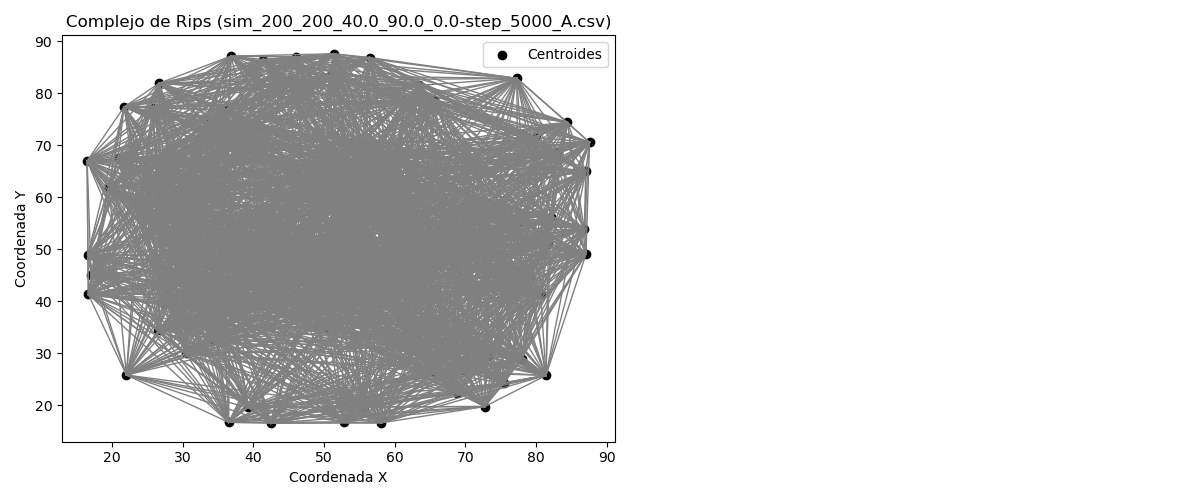 Complejo de Rips (sim_200_200_40.0_90.0_0.0-step_5000_A.csv)
Centroides
90
80
70
60
50
40
30
20
Coordenada Y
20 30 40 50 60 70 80 90
Coordenada X